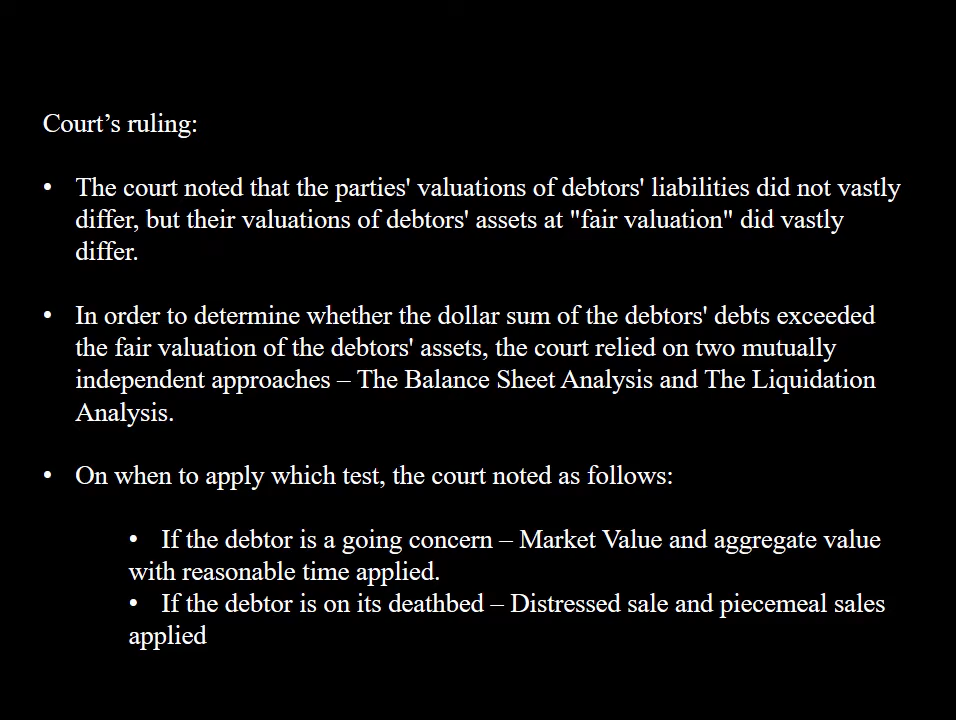 Court’s ruling:
• The court noted that the parties' valuations of debtors' liabilities did not vastly
differ, but their valuations of debtors' assets at "fair valuation" did vastly
differ.
• In order to determine whether the dollar sum of the debtors' debts exceeded
the fair valuation of the debtors' assets, the court relied on two mutually
independent approaches – The Balance Sheet Analysis and The Liquidation
Analysis.
• On when to apply which test, the court noted as follows:
• If the debtor is a going concern – Market Value and aggregate value
with reasonable time applied.
• If the debtor is on its deathbed – Distressed sale and piecemeal sales
applied